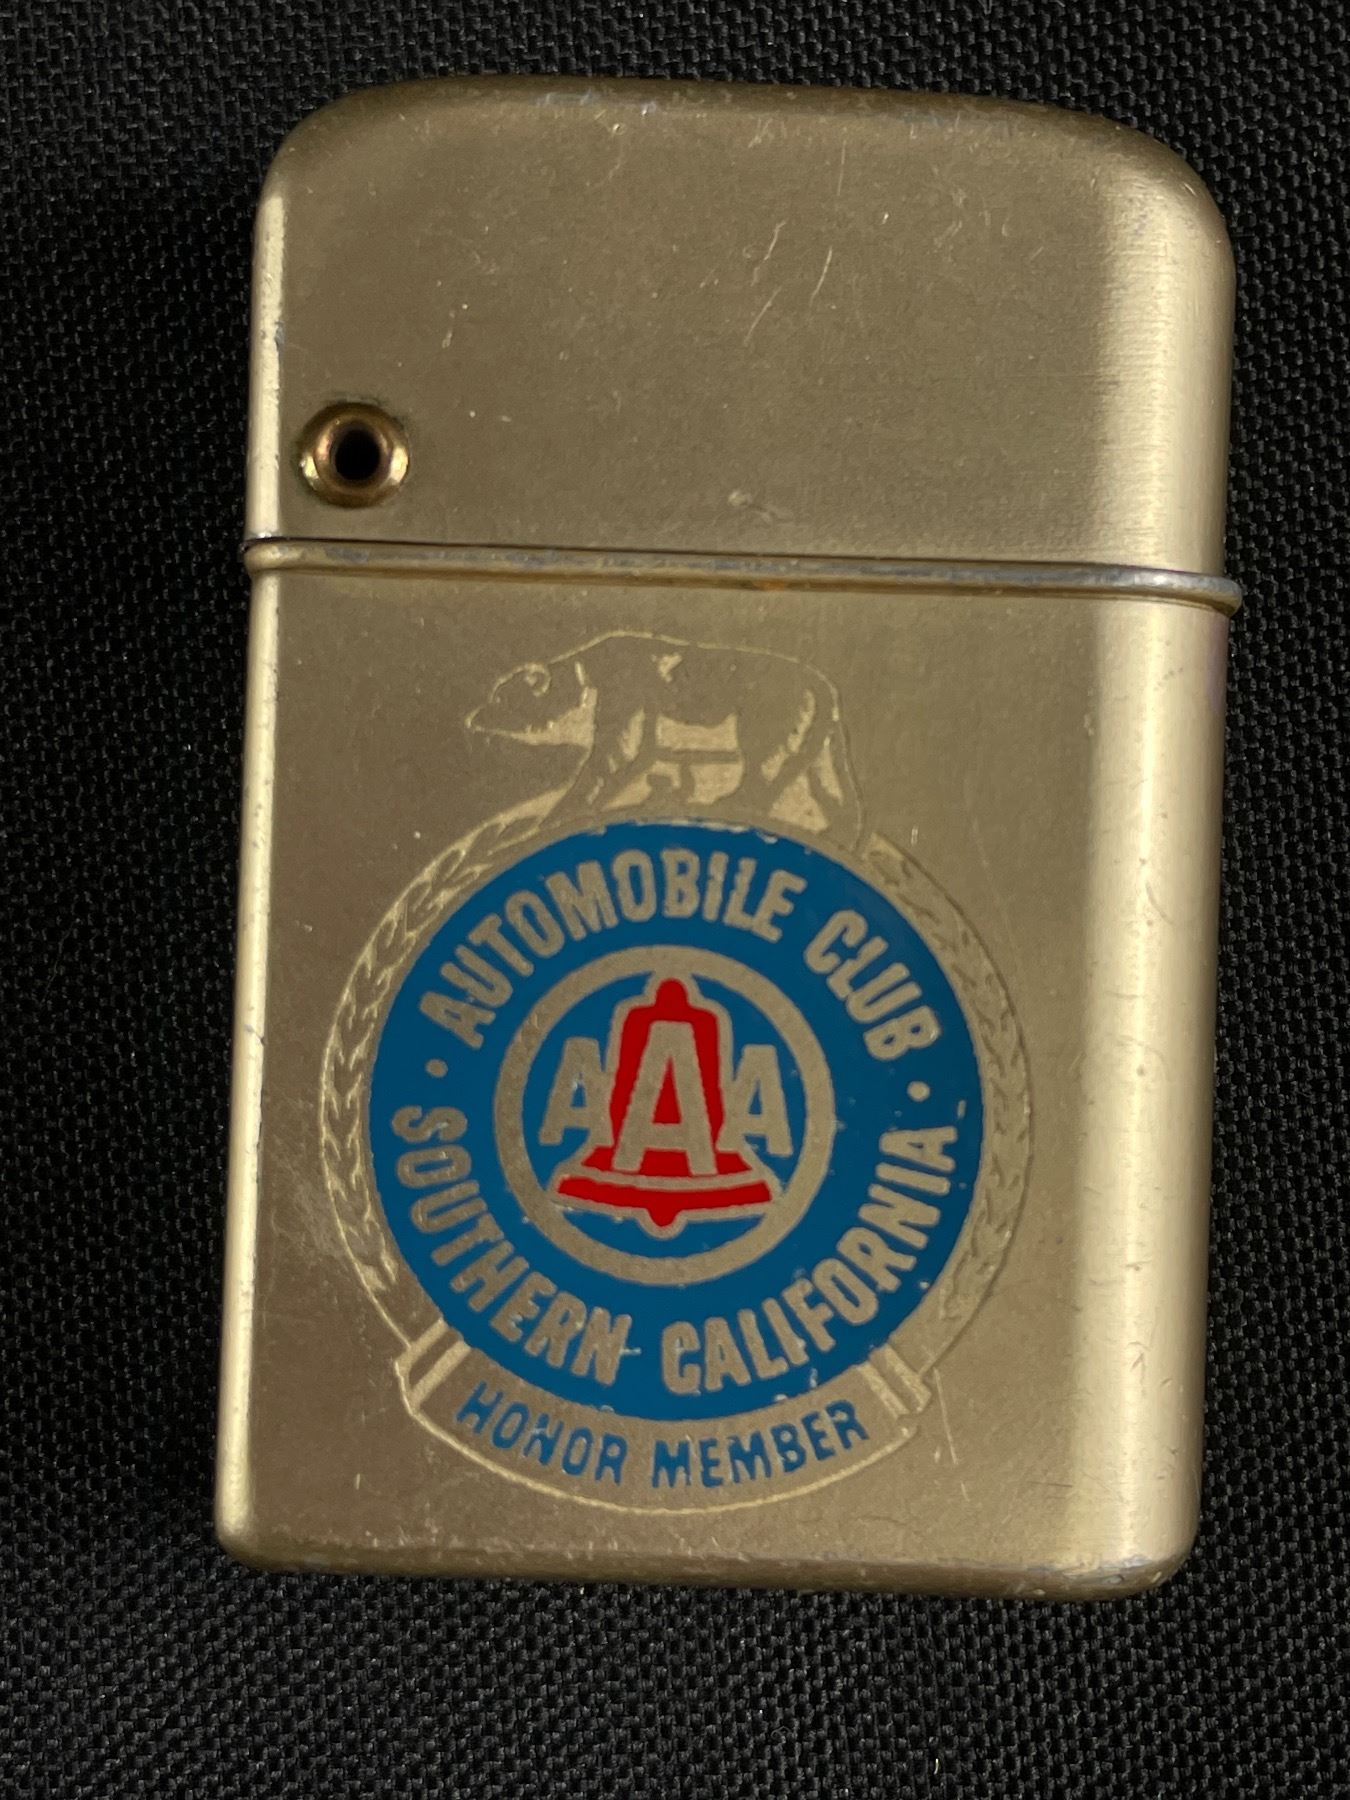 · AUTOMOBILE CLUB ·
SOUTHERN CALIFORNIA
AAA
HONOR MEMBER